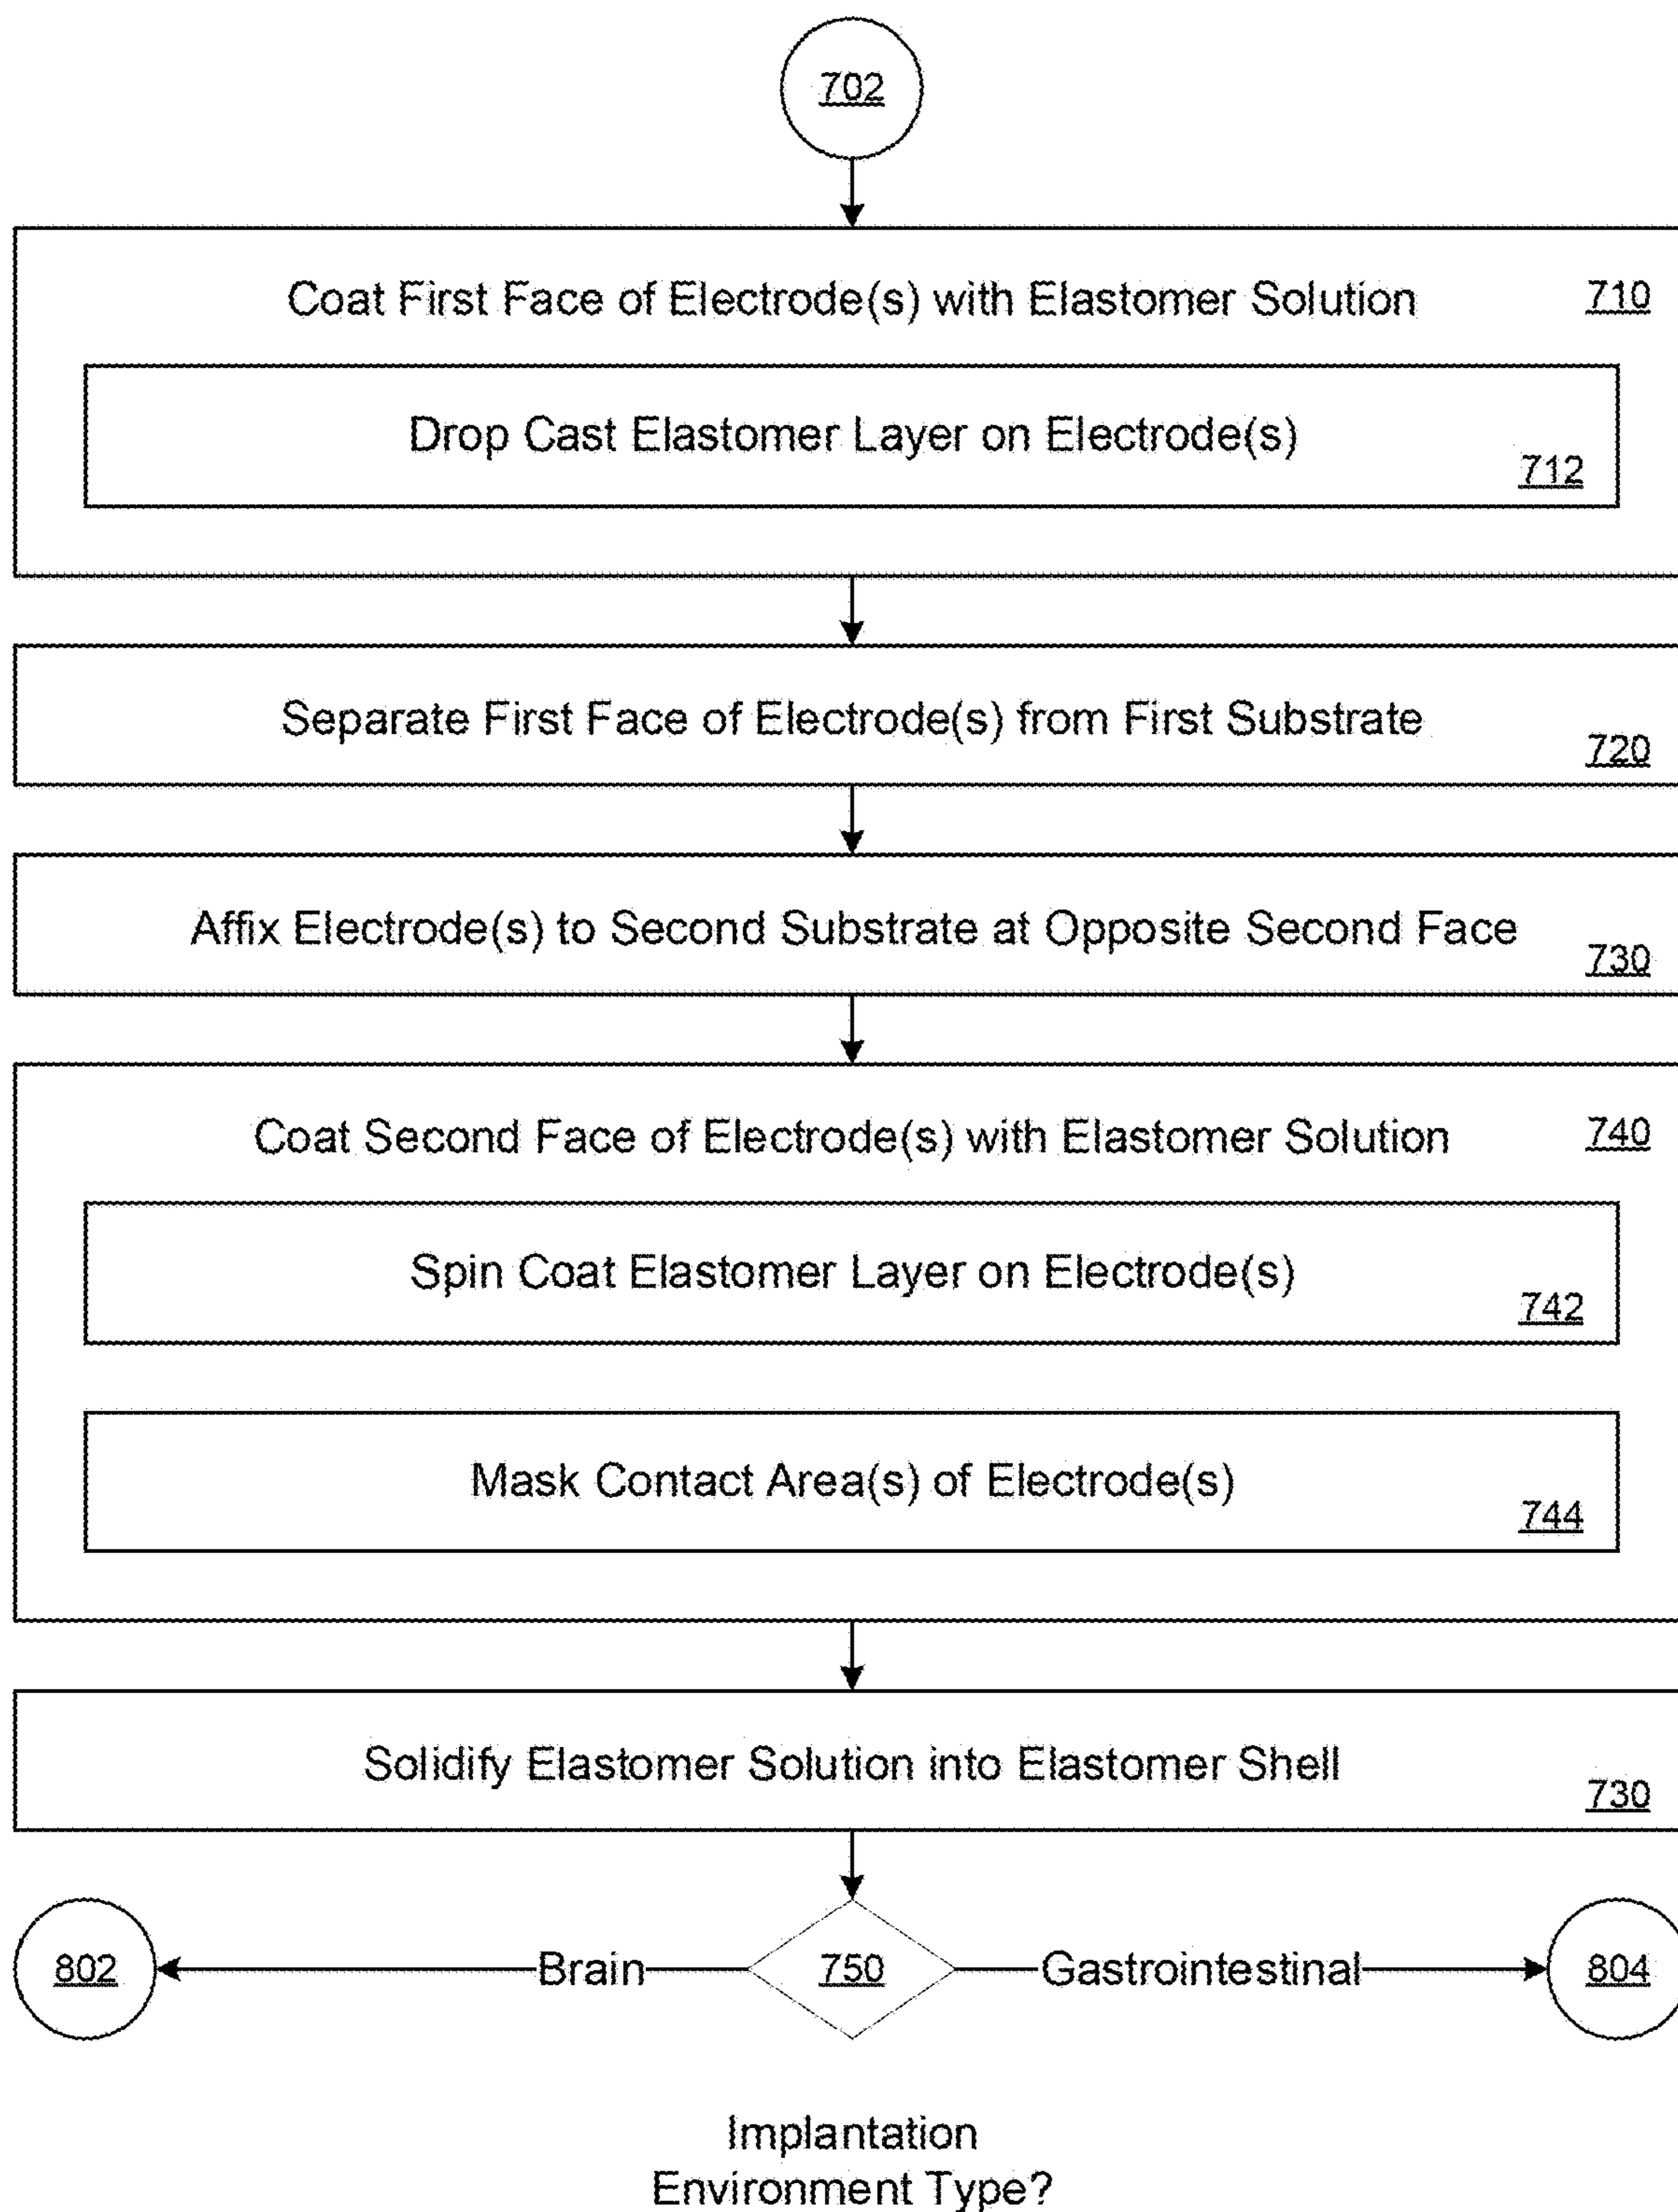 702
Coat First Face of Electrode(s) with Elastomer Solution 710
Drop Cast Elastomer Layer on Electrode(s)
712
Separate First Face of Electrode(s) from First Substrate
720
Affix Electrode(s) to Second Substrate at Opposite Second Face
730
Coat Second Face of Electrode(s) with Elastomer Solution 740
Spin Coat Elastomer Layer on Electrode(s)
742
Mask Contact Area(s) of Electrode(s)
744
Solidify Elastomer Solution into Elastomer Shell
730
802 Brain 750 Gastrointestinal 804
Implantation
Environment Type?